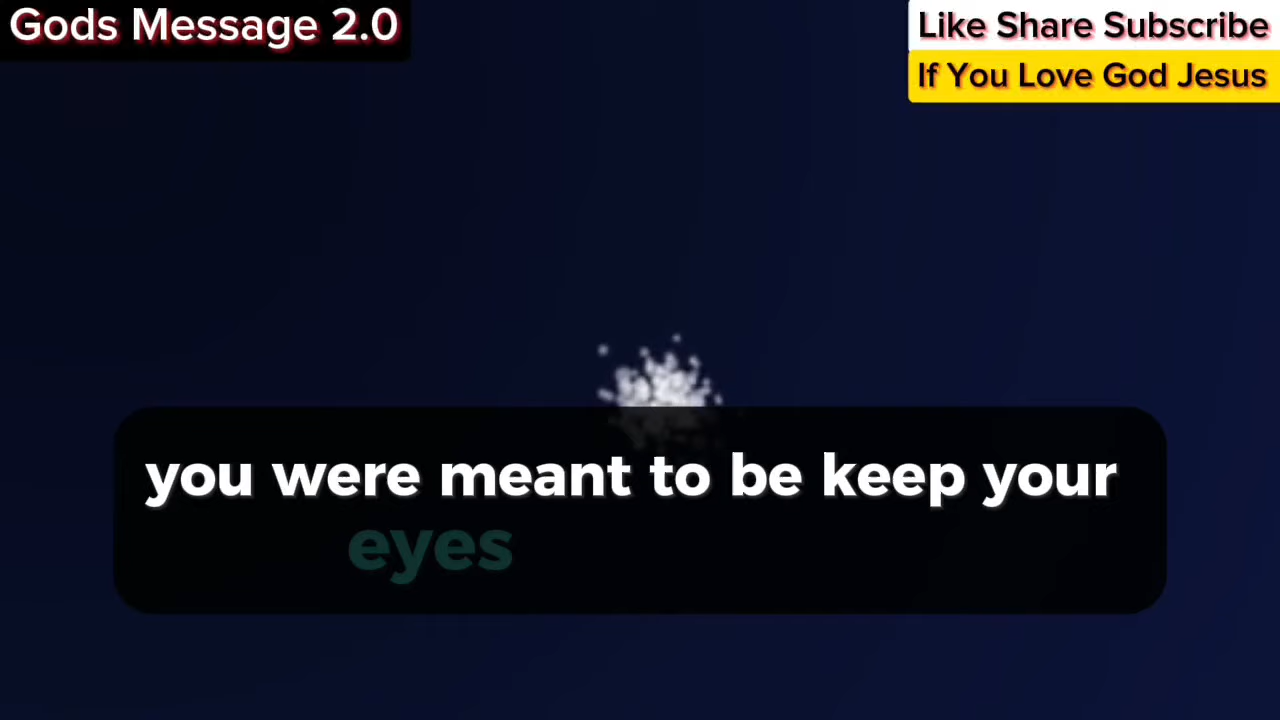 Gods Message 2.0
Like Share Subscribe
If You Love God Jesus
you were meant to be keep your
eyes